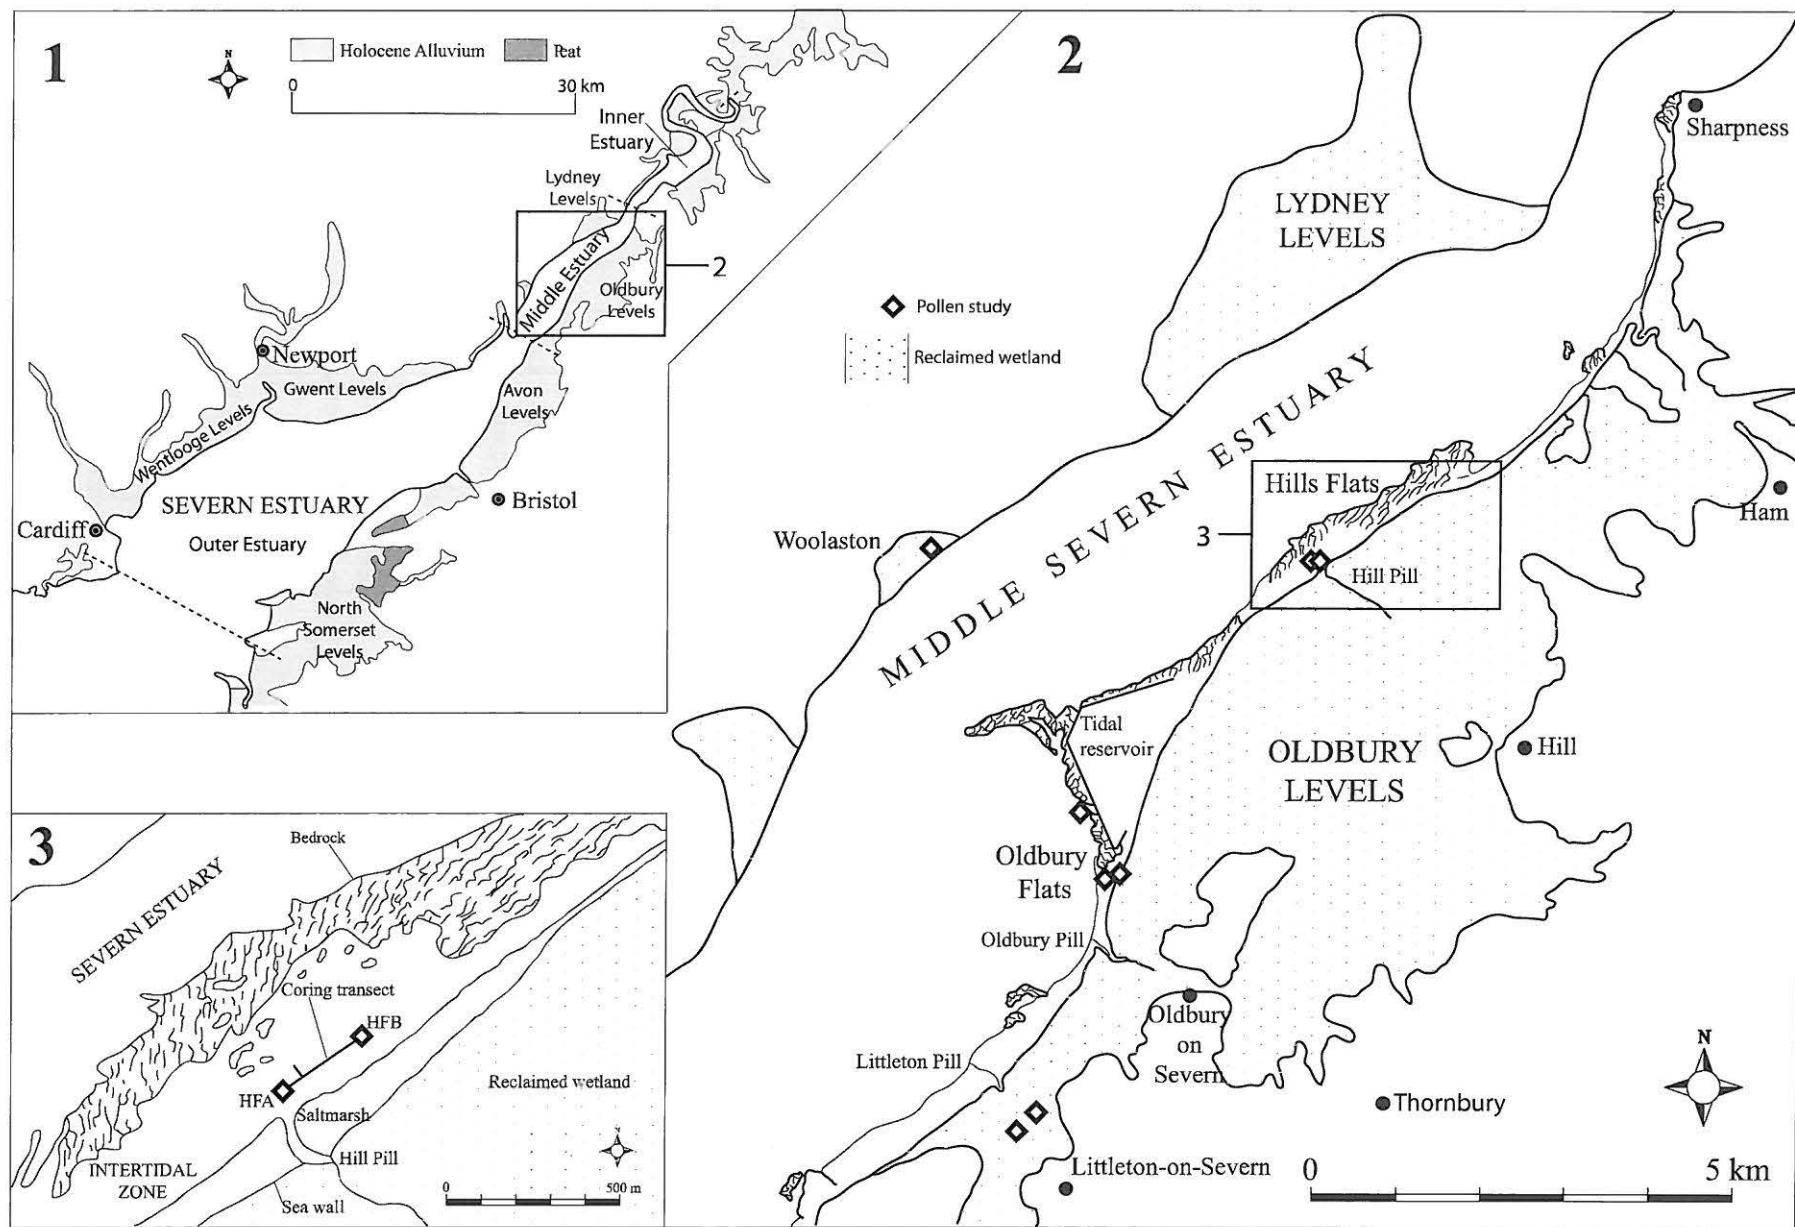 1
N
Holocene Alluvium
Peat
0
30 km
Inner
Estuary
Lydney
Levels
Middle Estuary
2
Oldbury
Levels
Newport
Gwent Levels
Wentlooge Levels
Avon
Levels
SEVERN ESTUARY
Outer Estuary
Bristol
Cardiff
North
Somerset
Levels
2
Sharpness
LYDNEY
LEVELS
Pollen study
Reclaimed wetland
MIDDLE SEVERN ESTUARY
Hills Flats
3
Hill Pill
Ham
Woolaston
Tidal
reservoir
OLDBURY
LEVELS
Hill
Oldbury
Flats
Oldbury Pill
Oldbury
on
Severn
Littleton Pill
N
Thornbury
Littleton-on-Severn
0
5 km
3
Bedrock
SEVERN ESTUARY
Coring transect
HFB
HFA
Reclaimed wetland
Saltmarsh
Hill Pill
INTERTIDAL
ZONE
Sea wall
N
0
500 m